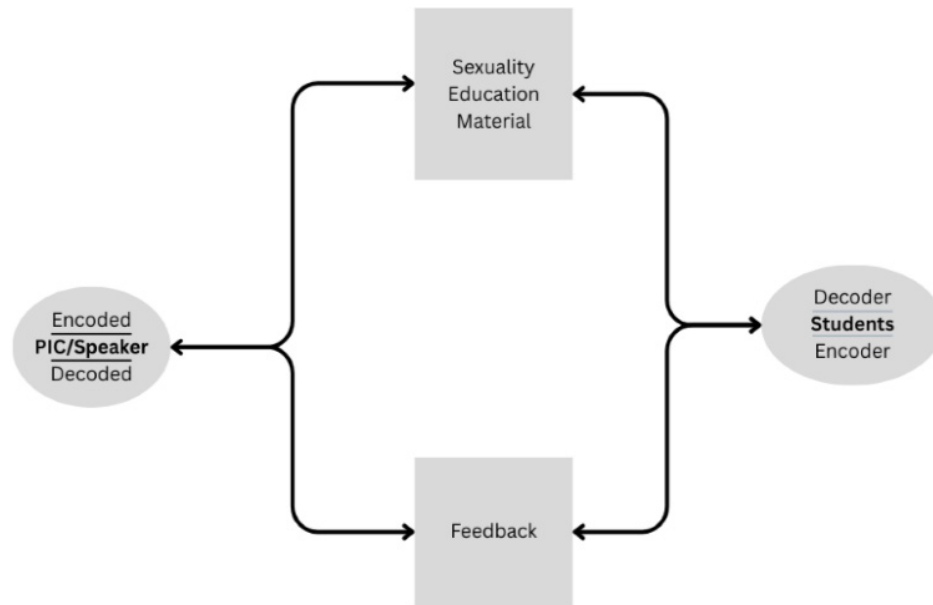 Sexuality
Education
Material
Encoded
PIC/Speaker
Decoded
Decoder
Students
Encoder
Feedback